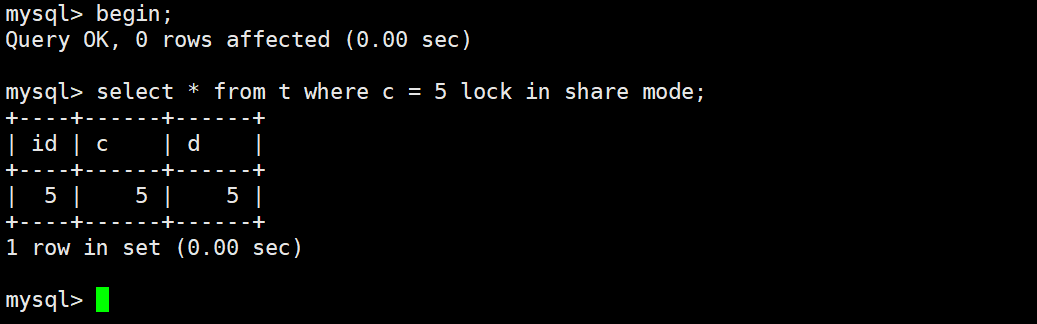 mysql> begin;
Query OK, 0 rows affected (0.00 sec)
mysql> select * from t where c = 5 lock in share mode;
+----+------+------+
| id | c    | d    |
+----+------+------+
|  5 |    5 |    5 |
+----+------+------+
1 row in set (0.00 sec)
mysql>